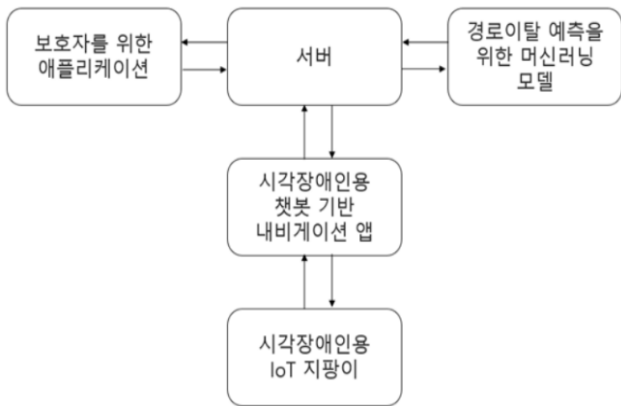 보호자를 위한
애플리케이션
서버
경로이탈 예측을
위한 머신러닝
모델
시각장애인용
챗봇 기반
내비게이션 앱
시각장애인용
IoT 지팡이